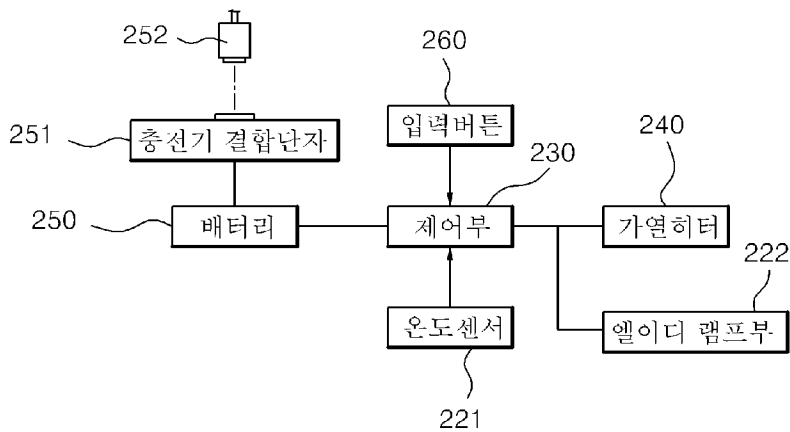 252
260
251
충전기 결합단자
입력버튼
240
230
250
배터리
제어부
가열히터
222
온도센서
엘이디 램프부
221